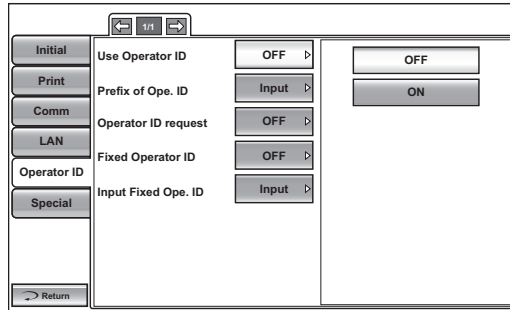 1/1
Initial
Print
Comm
LAN
Operator ID
Special
Return
Use Operator ID OFF
Prefix of Ope. ID Input
Operator ID request OFF
Fixed Operator ID OFF
Input Fixed Ope. ID Input
OFF
ON